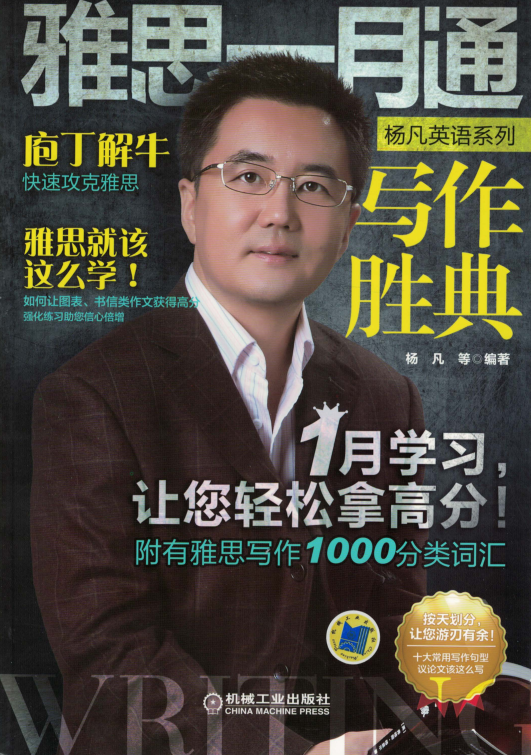 雅思一月通
杨凡英语系列
庖丁解牛
快速攻克雅思
写作
胜典
雅思就该
这么学！
如何让图表、书信类作文获得高分
强化练习助您信心倍增
杨 凡 等◎编著
1月学习，
让您轻松拿高分！
附有雅思写作1000分类词汇
按天划分，
让您游刃有余！
十大常用写作句型
议论文该这么写
机械工业出版社
CHINA MACHINE PRESS
WRITING